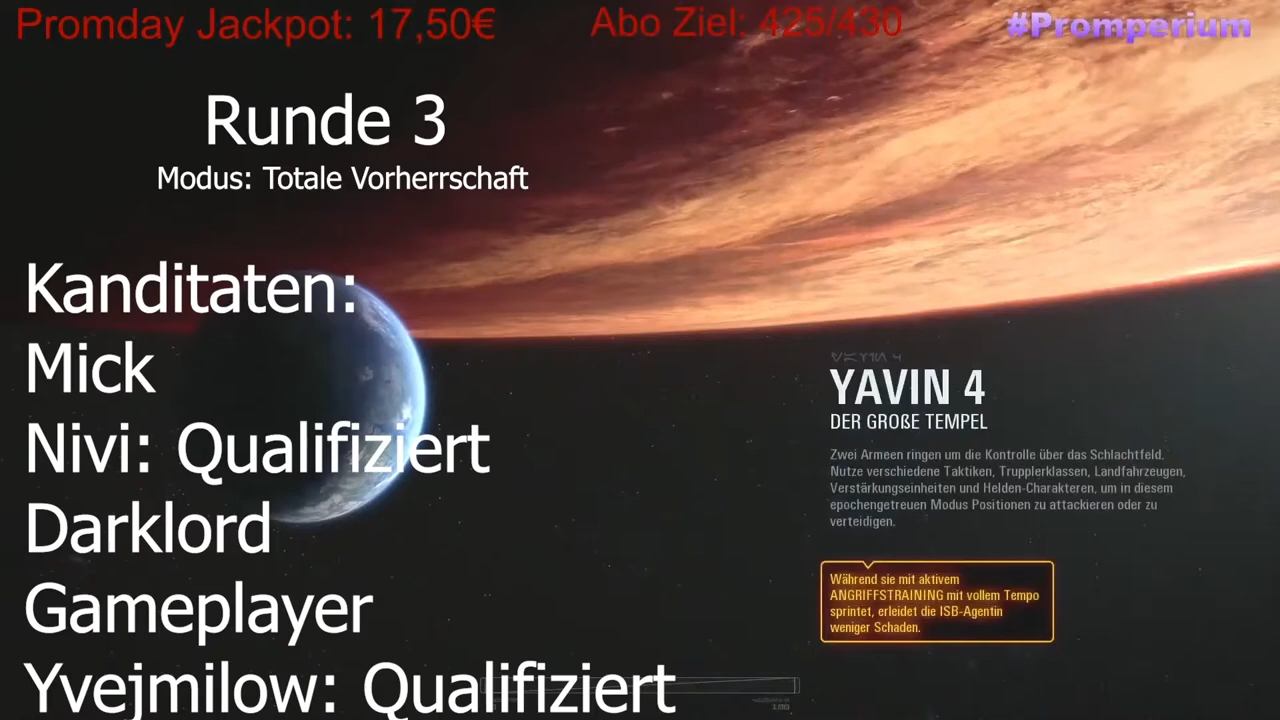 Promday Jackpot: 17,50€
Abo Ziel: 425/430
#Promperium
Runde 3
Modus: Totale Vorherrschaft
Kanditaten:
Mick
Nivi: Qualifiziert
Darklord
Gameplayer
Yvejmilow: Qualifiziert
YAVIN 4
DER GROẞE TEMPEL
Zwei Armeen ringen um die Kontrolle über das Schlachtfeld.
Nutze verschiedene Taktiken, Trupplerklassen, Landfahrzeugen,
Verstärkungseinheiten und Helden-Charakteren, um in diesem
epochengetreuen Modus Positionen zu attackieren oder zu
verteidigen.
Während sie mit aktivem
ANGRIFFSTRAINING mit vollem Tempo
sprintet, erleidet die ISB-Agentin
weniger Schaden.